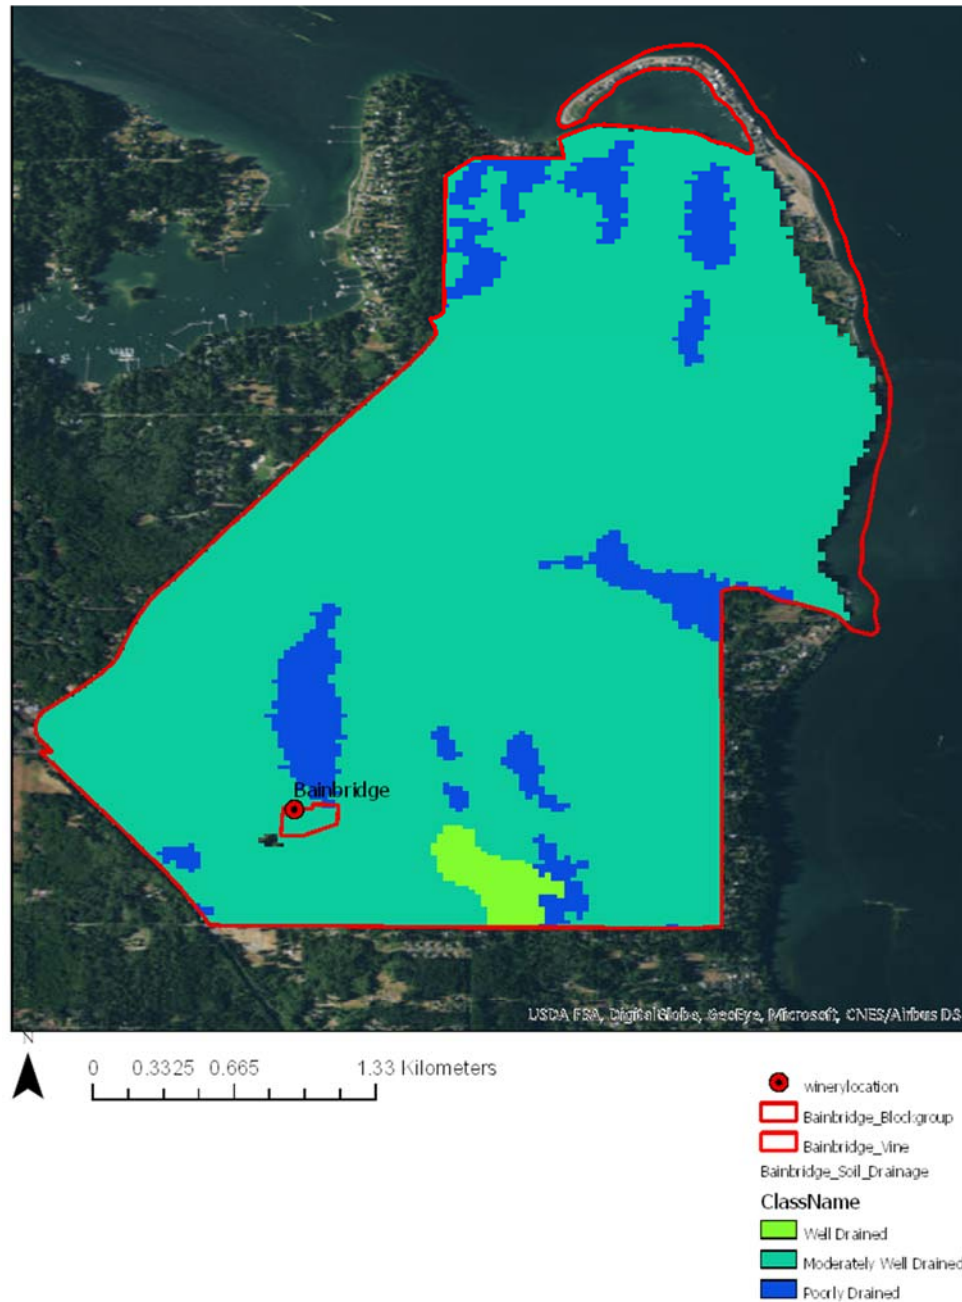 Bainbridge
USDA FSA, DigitalGlobe, GeoEye, Microsoft, CNES/Airbus DS
N
0 0.3325 0.665 1.33 Kilometers
winerylocation
Bainbridge_Blockgroup
Bainbridge_Vine
Bainbridge_Soil_Drainage
ClassName
Well Drained
Moderately Well Drained
Poorly Drained